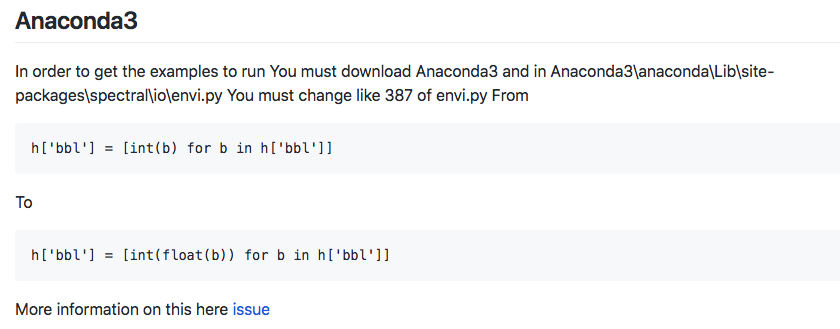 Anaconda3
In order to get the examples to run You must download Anaconda3 and in Anaconda3\anaconda\Lib\site-
packages\spectral\io\envi.py You must change like 387 of envi.py From
h['bbl'] = [int(b) for b in h['bbl']]
To
h['bbl'] = [int(float(b)) for b in h['bbl']]
More information on this here issue